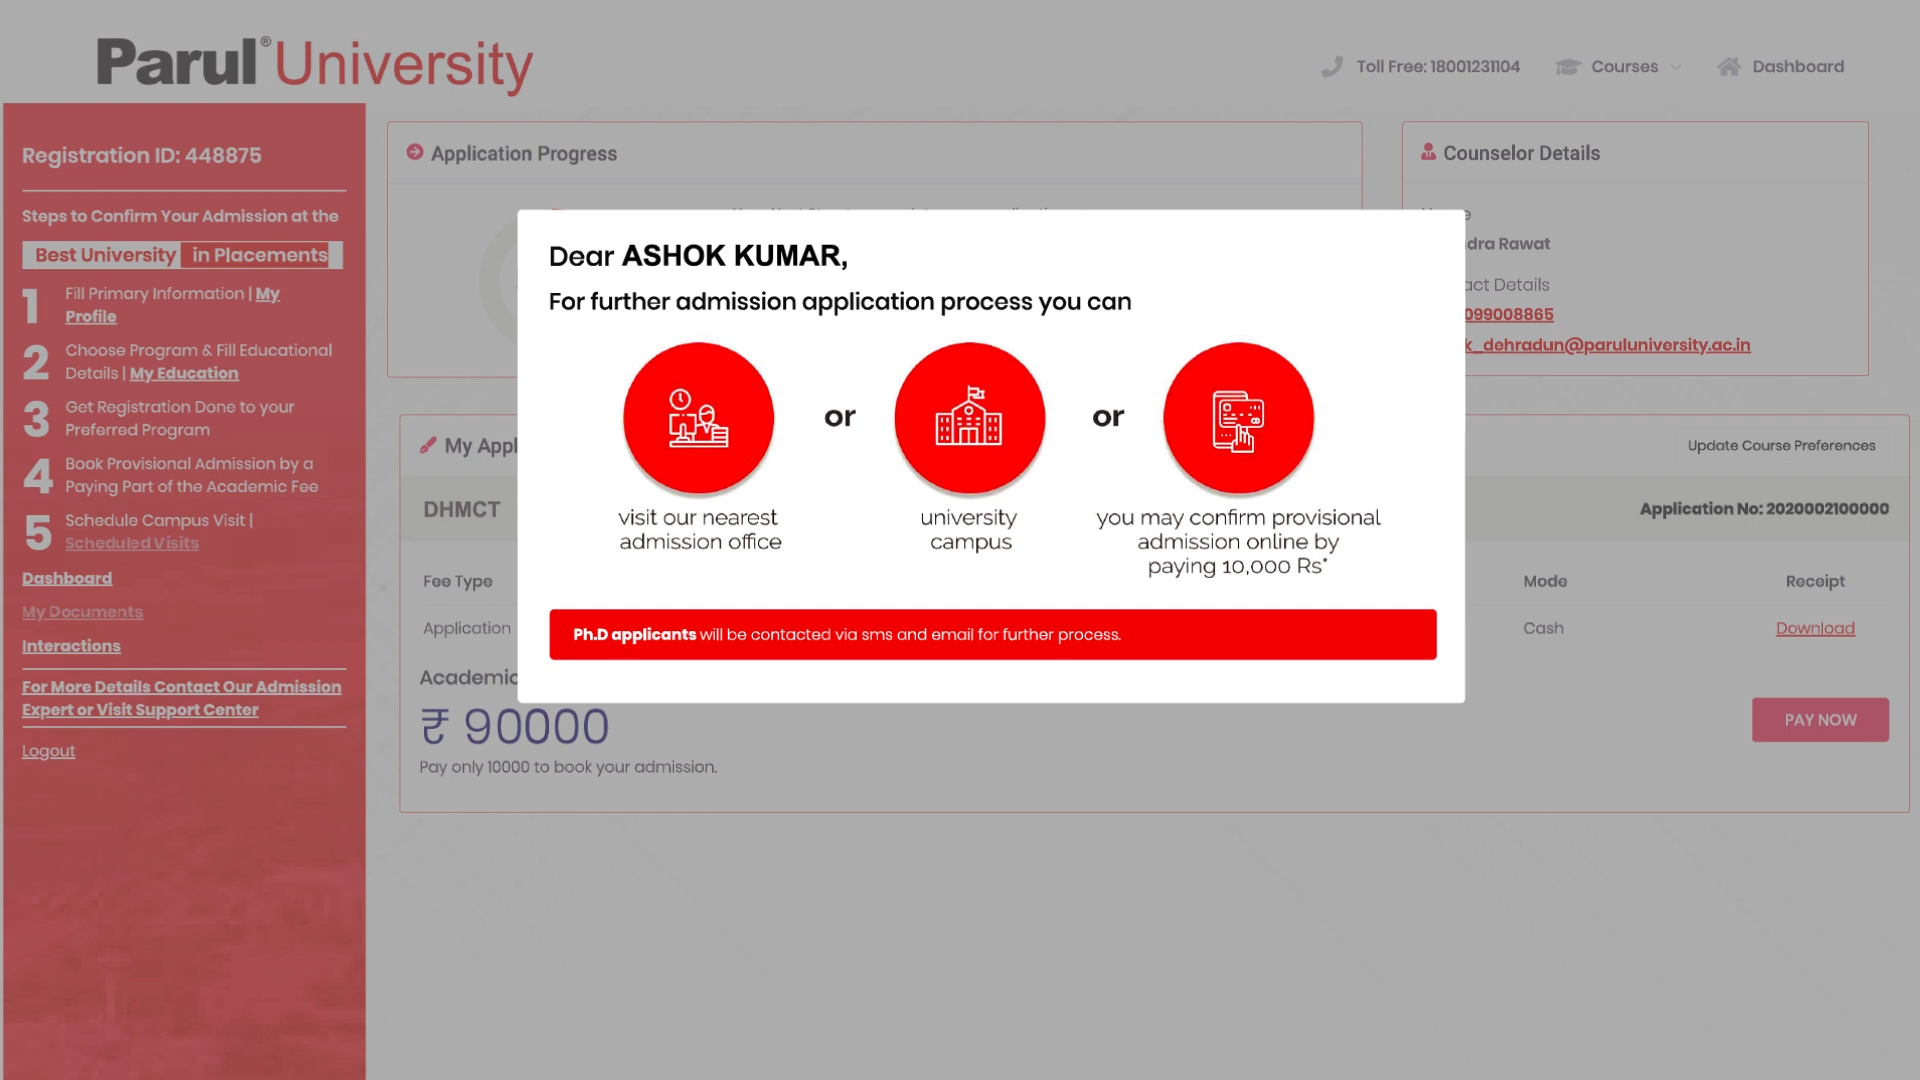 Parul® University
Toll Free: 18001231104
Courses
Dashboard
Registration ID: 448875
Steps to Confirm Your Admission at the
Best University in Placements
1 Fill Primary Information | My
Profile
2 Choose Program & Fill Educational
Details | My Education
3 Get Registration Done to your
Preferred Program
4 Book Provisional Admission by a
Paying Part of the Academic Fee
5 Schedule Campus Visit |
Scheduled Visits
Dashboard
My Documents
Interactions
For More Details Contact Our Admission
Expert or Visit Support Center
Logout
Application Progress
Counselor Details
Rawat
099008865
k_dehradun@paruluniversity.ac.in
Dear ASHOK KUMAR,
For further admission application process you can
visit our nearest
admission office
or
university
campus
or
you may confirm provisional
admission online by
paying 10,000 Rs*
Ph.D applicants will be contacted via sms and email for further process.
My
Update Course Preferences
DHMCT
Application No: 2020002100000
Fee Type
Mode
Receipt
Application
Cash
Download
Academic
₹ 90000
PAY NOW
Pay only 10000 to book your admission.